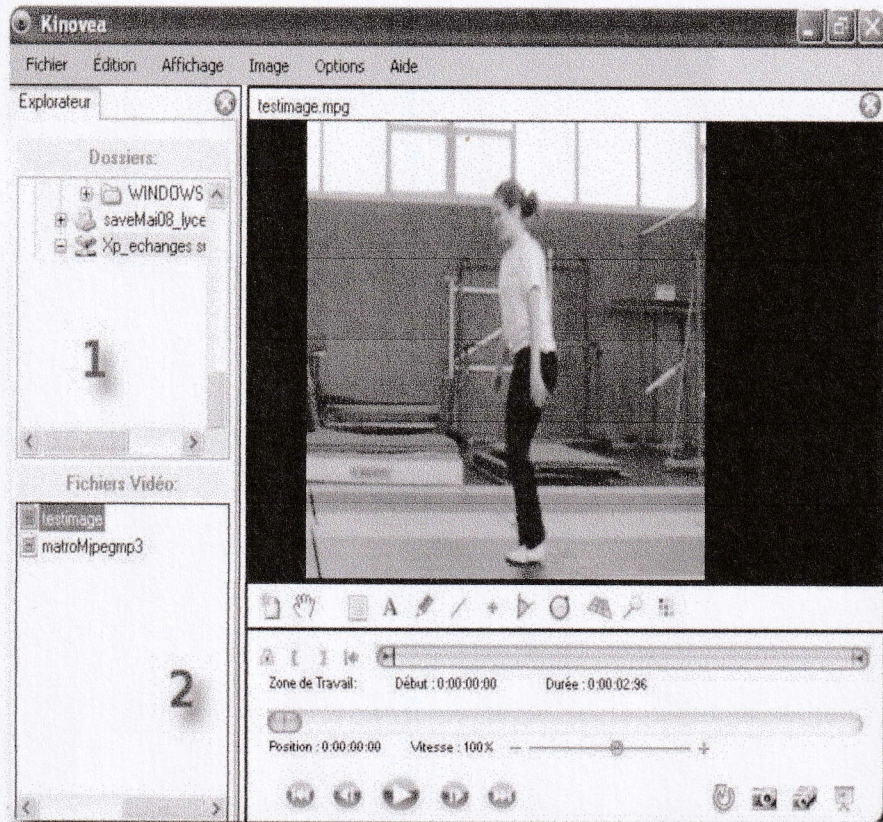 Kinovea
Fichier Édition Affichage Image Options Aide
Explorateur
testimage.mpg
Dossiers:
WINDOWS
saveMai08_lyce
Xp_echanges s
1
Fichiers Vidéo:
testimage
matroMjpegmp3
2
A
Zone de Travail: Début : 0:00:00:00 Durée : 0:00:02:96
Position : 0:00:00:00 Vitesse : 100%